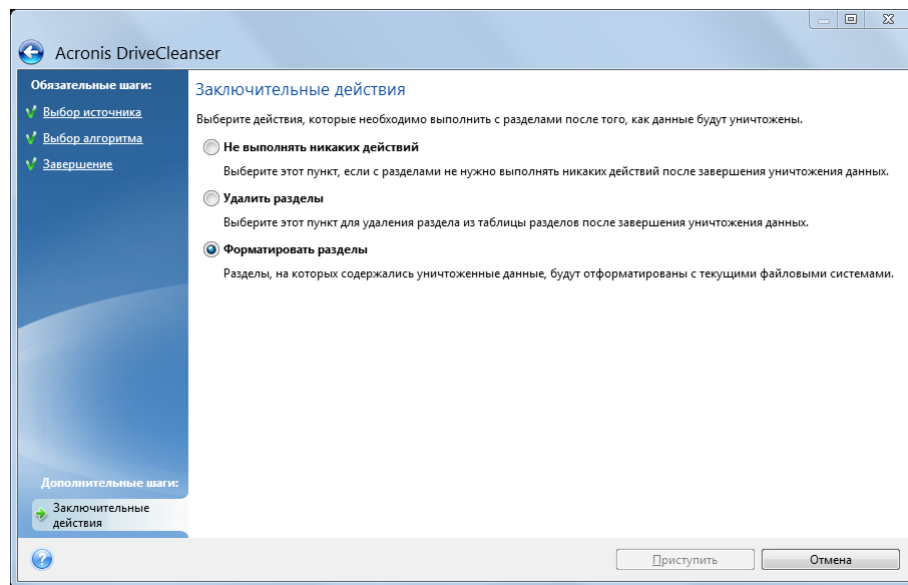 Acronis DriveCleanser
Обязательные шаги:
Выбор источника
Выбор алгоритма
Завершение
Заключительные действия
Выберите действия, которые необходимо выполнить с разделами после того, как данные будут уничтожены.
Не выполнять никаких действий
Выберите этот пункт, если с разделами не нужно выполнять никаких действий после завершения уничтожения данных.
Удалить разделы
Выберите этот пункт для удаления раздела из таблицы разделов после завершения уничтожения данных.
Форматировать разделы
Разделы, на которых содержались уничтоженные данные, будут отформатированы с текущими файловыми системами.
Дополнительные шаги:
Заключительные
действия
?
Приступить
Отмена